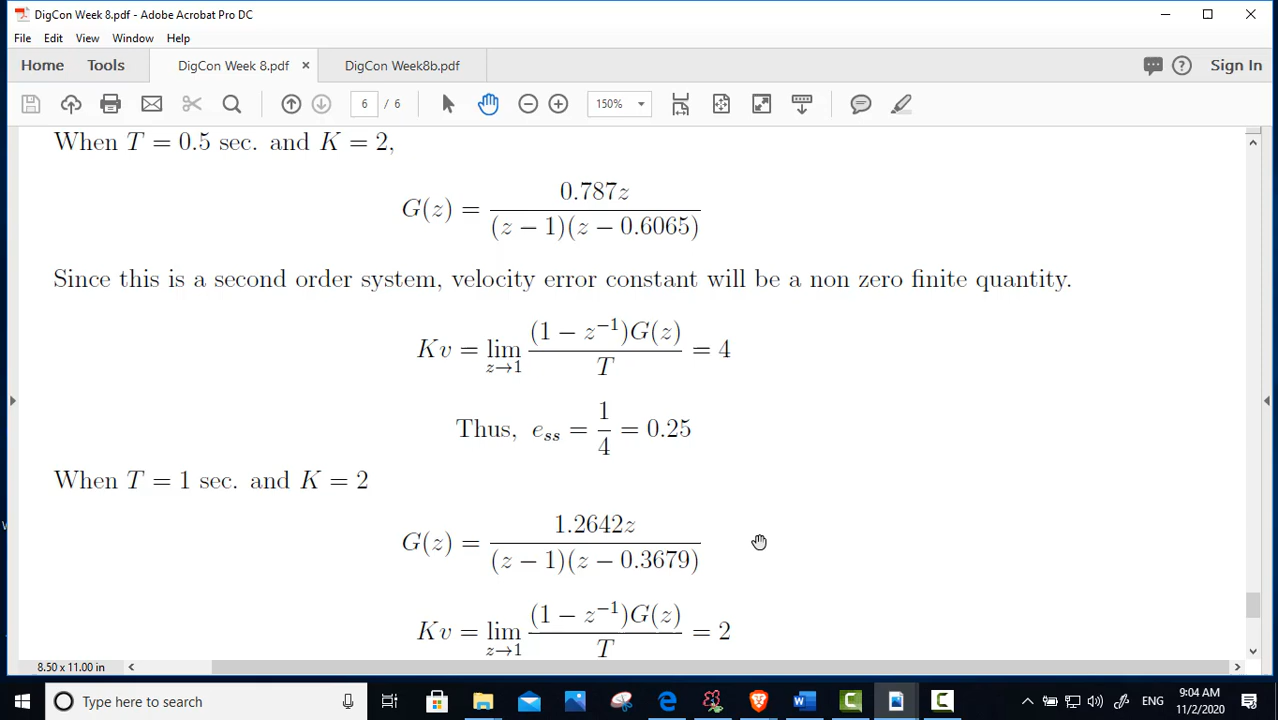 DigCon Week 8.pdf - Adobe Acrobat Pro DC
File Edit View Window Help
Home Tools DigCon Week 8.pdf × DigCon Week8b.pdf Sign In
6 / 6 150%
When T = 0.5 sec. and K = 2,
G(z) = 0.787z / (z − 1)(z − 0.6065)
Since this is a second order system, velocity error constant will be a non zero finite quantity.
Kv = lim z→1 (1 − z⁻¹)G(z) / T = 4
Thus, eₛₛ = 1/4 = 0.25
When T = 1 sec. and K = 2
G(z) = 1.2642z / (z − 1)(z − 0.3679)
Kv = lim z→1 (1 − z⁻¹)G(z) / T = 2
8.50 x 11.00 in
Type here to search
ENG
9:04 AM
11/2/2020